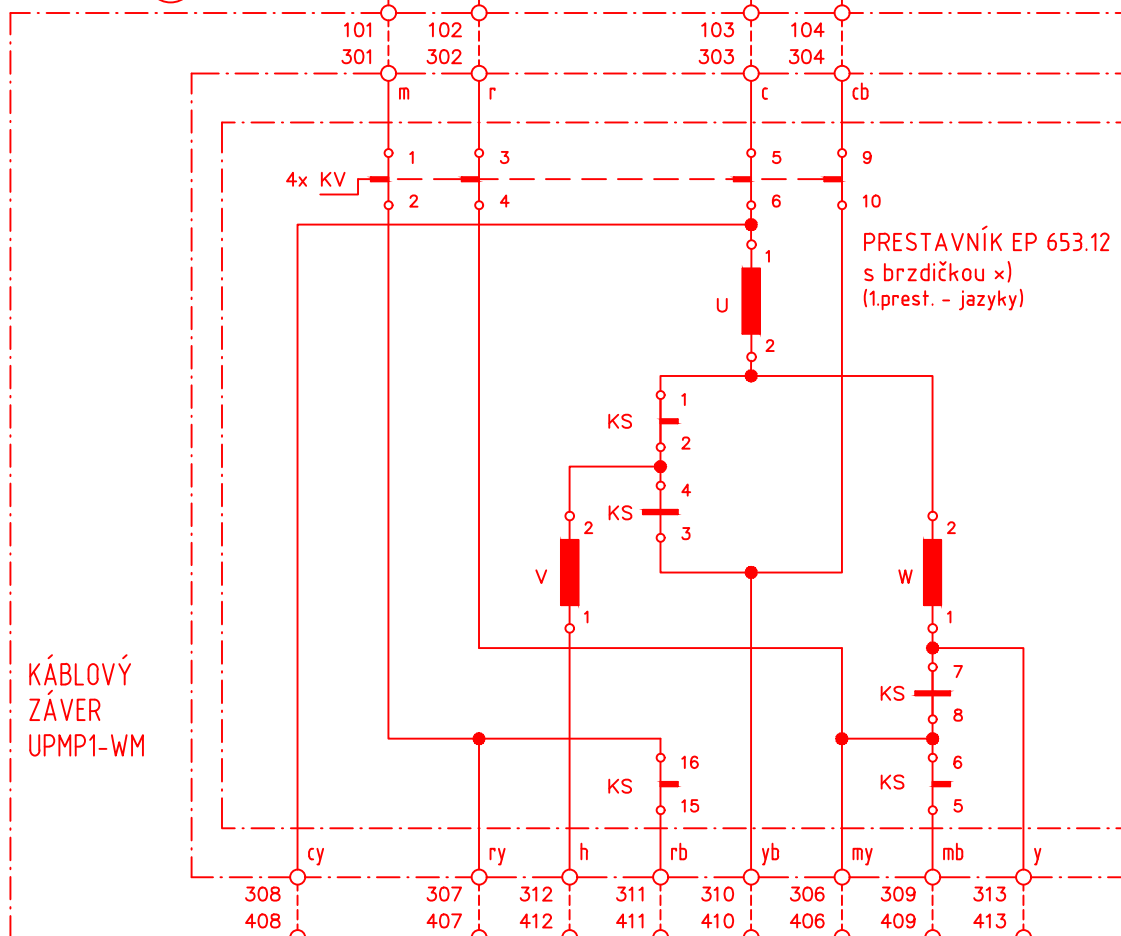 101 102 103 104
301 302 303 304
m r c cb
1 3 5 9
4x KV
2 4 6 10
PRESTAVNÍK EP 653.12
s brzdičkou x)
(1.prest. - jazyky)
1
U
2
1
KS
2
4
KS
3
2
V
1
2
W
1
7
KS
8
KÁBLOVÝ
ZÁVER
UPMP1-WM
16
KS
15
6
KS
5
cy ry h rb yb my mb y
308 307 312 311 310 306 309 313
408 407 412 411 410 406 409 413